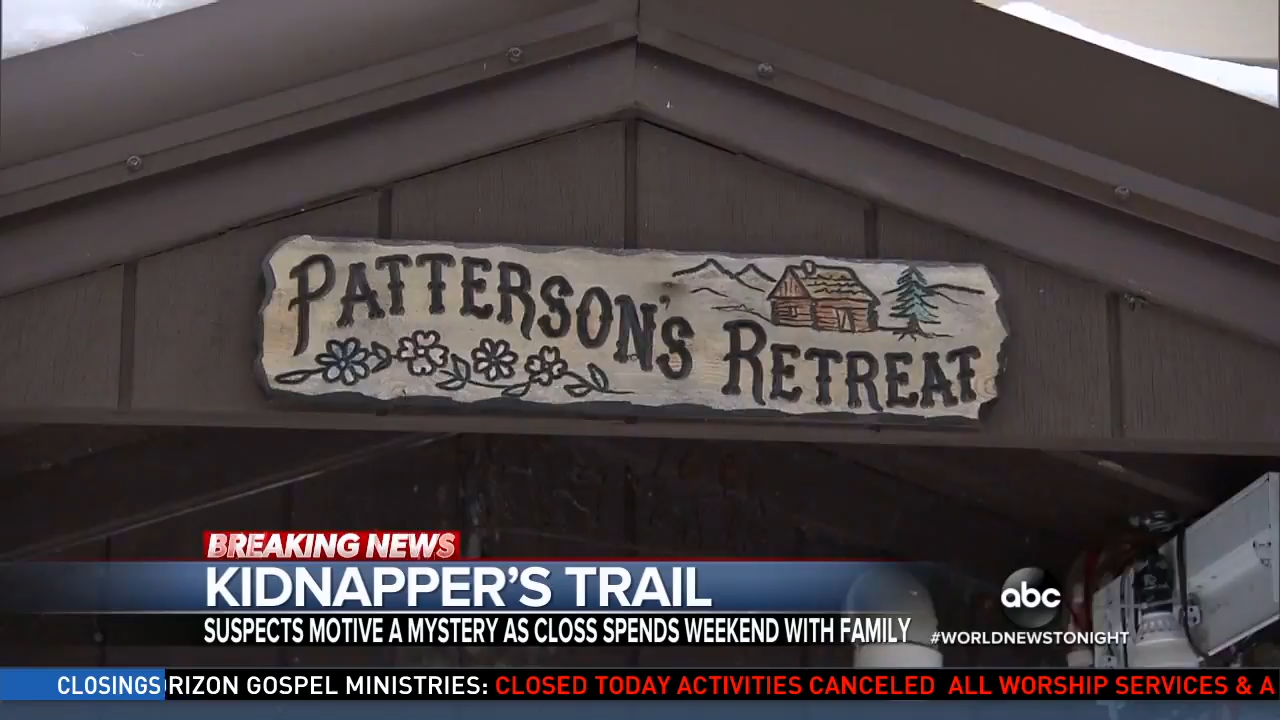 PATTERSON'S RETREAT
BREAKING NEWS
KIDNAPPER'S TRAIL
SUSPECTS MOTIVE A MYSTERY AS CLOSS SPENDS WEEKEND WITH FAMILY
abc
#WORLDNEWSTONIGHT
CLOSINGS RIZON GOSPEL MINISTRIES: CLOSED TODAY ACTIVITIES CANCELED ALL WORSHIP SERVICES & A